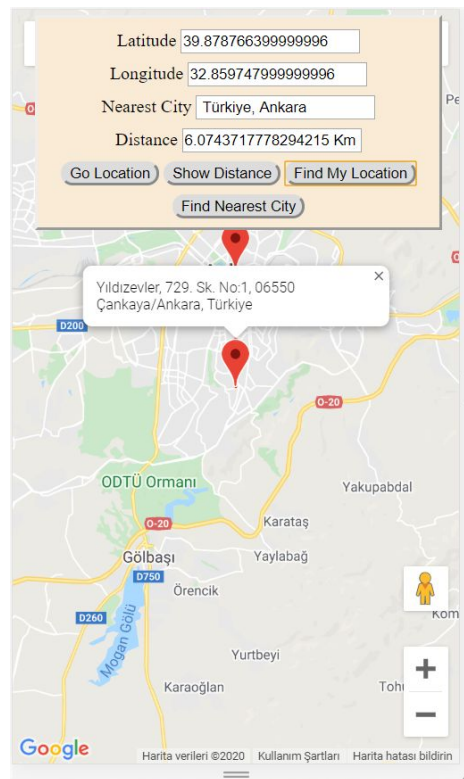 Latitude 39.878766399999996
Longitude 32.859747999999996
Nearest City Türkiye, Ankara
Distance 6.0743717778294215 Km
Go Location Show Distance Find My Location
Find Nearest City
Pe
Yıldızevler, 729. Sk. No:1, 06550
Çankaya/Ankara, Türkiye
D200
O-20
ODTÜ Ormanı
Yakupabdal
O-20
Karataş
Gölbaşı
Yaylabağ
D750
Örencik
D260
Kom
Mogan Gölü
Yurtbeyi
Karaoğlan
Tohu
Google
Harita verileri ©2020 Kullanım Şartları Harita hatası bildirin